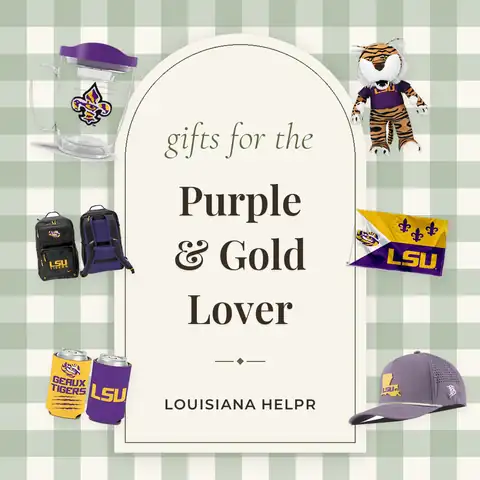 gifts for the
Purple
& Gold
Lover
LOUISIANA HELPR
LSU
LSU
GEAUX
TIGERS
LSU
LSU